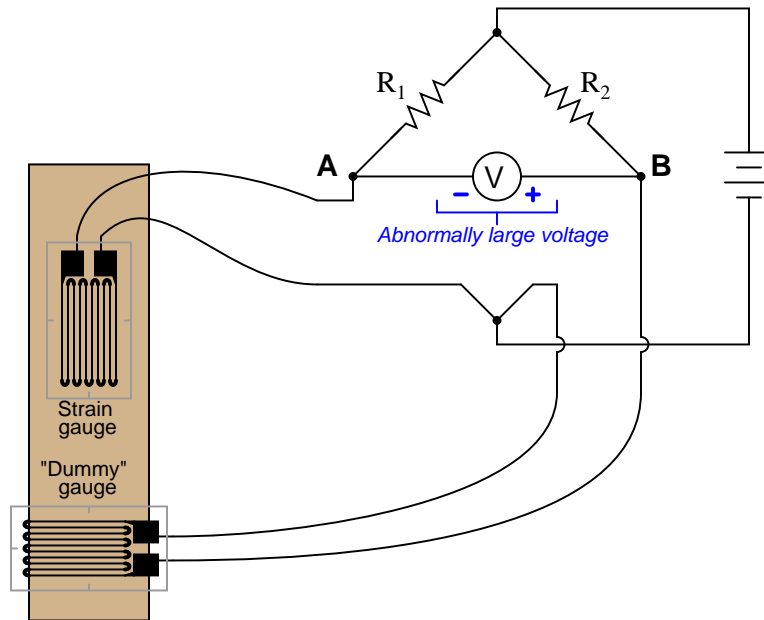 R1
R2
A
V
B
- +
Abnormally large voltage
Strain
gauge
"Dummy"
gauge